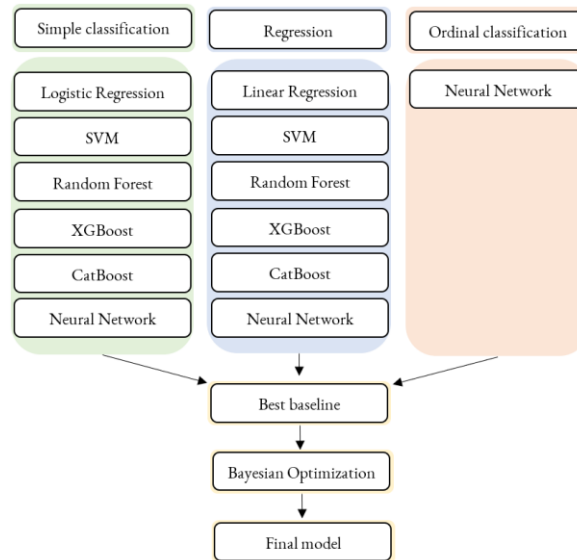 Simple classification
Regression
Ordinal classification
Logistic Regression
SVM
Random Forest
XGBoost
CatBoost
Neural Network
Linear Regression
SVM
Random Forest
XGBoost
CatBoost
Neural Network
Neural Network
Best baseline
Bayesian Optimization
Final model